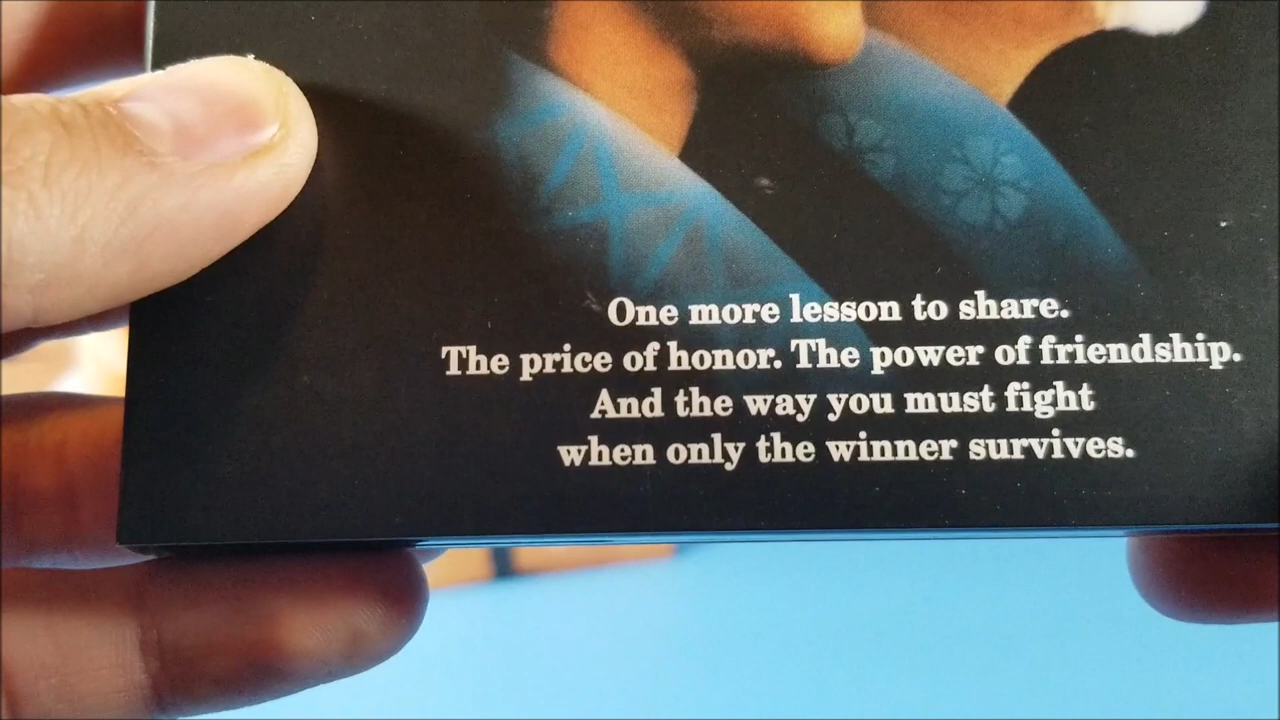 One more lesson to share.
The price of honor. The power of friendship.
And the way you must fight
when only the winner survives.